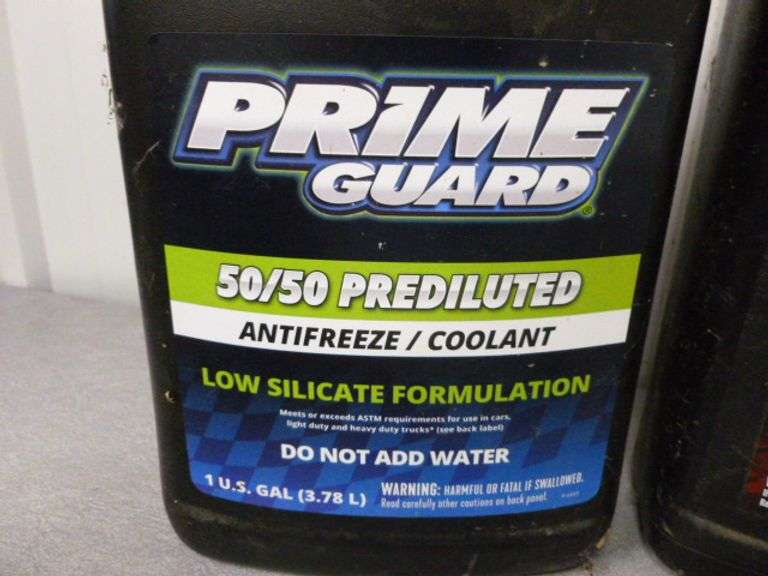 PRIME
GUARD®
50/50 PREDILUTED
ANTIFREEZE / COOLANT
LOW SILICATE FORMULATION
Meets or exceeds ASTM requirements for use in cars,
light duty and heavy duty trucks* (see back label)
DO NOT ADD WATER
1 U.S. GAL (3.78 L)
WARNING: HARMFUL OR FATAL IF SWALLOWED.
Read carefully other cautions on back panel.